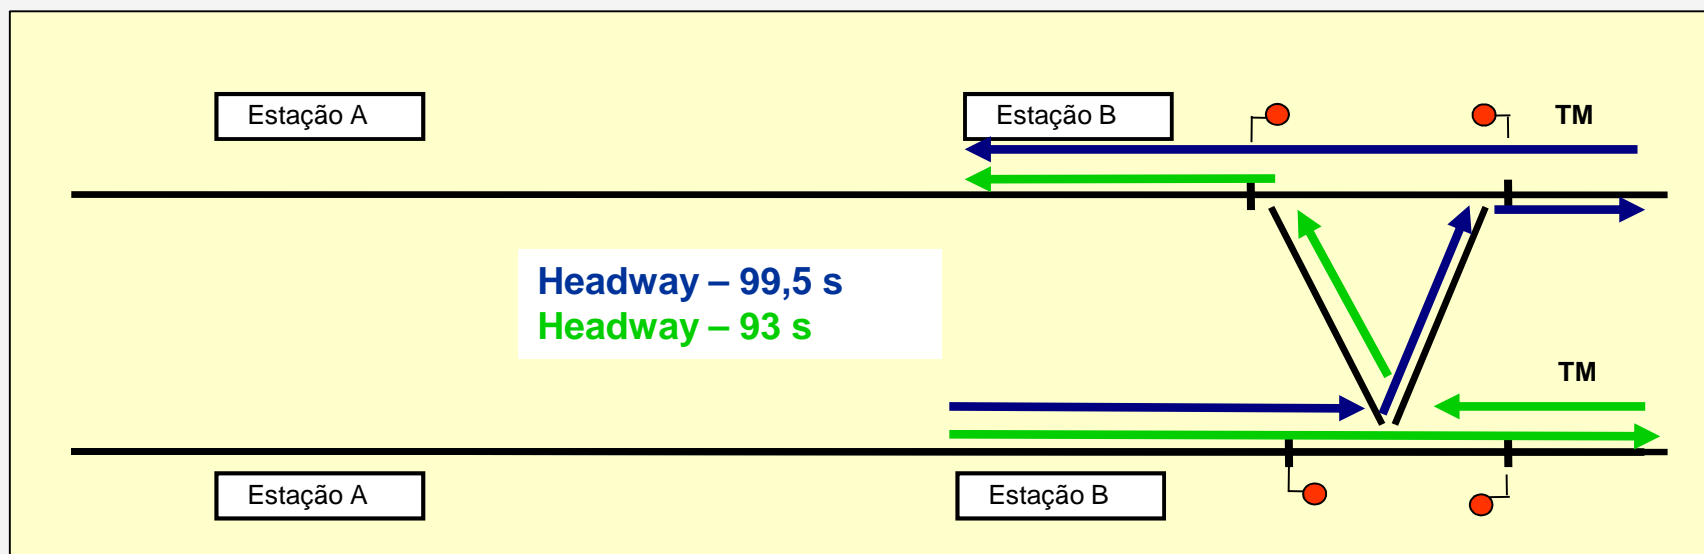 Estação A
Estação B
TM
Headway – 99,5 s
Headway – 93 s
TM
Estação A
Estação B